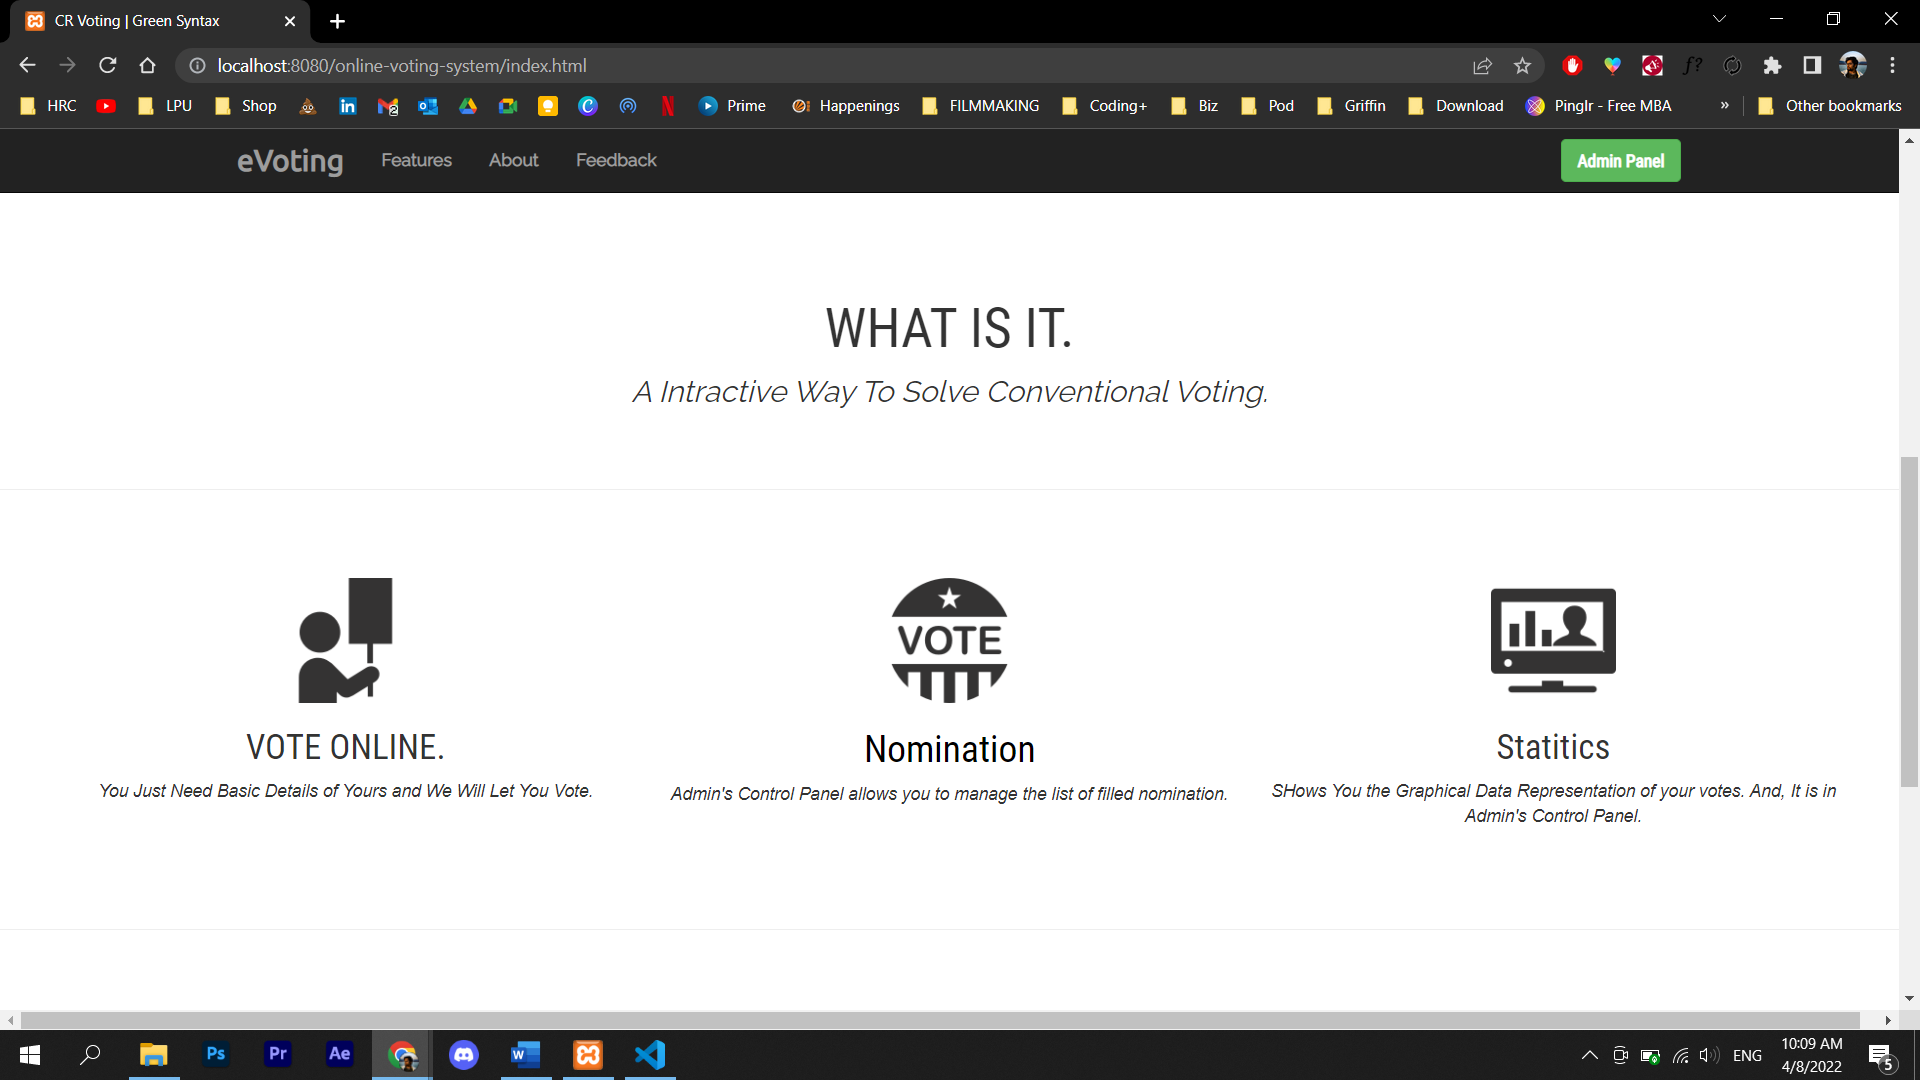 CR Voting | Green Syntax
localhost:8080/online-voting-system/index.html
f?
HRC LPU Shop Prime Happenings FILMMAKING Coding+ Biz Pod Griffin Download PingIr - Free MBA » Other bookmarks
eVoting Features About Feedback Admin Panel
WHAT IS IT.
A Intractive Way To Solve Conventional Voting.
VOTE
VOTE ONLINE.
You Just Need Basic Details of Yours and We Will Let You Vote.
Nomination
Admin's Control Panel allows you to manage the list of filled nomination.
Statitics
SHows You the Graphical Data Representation of your votes. And, It is in
Admin's Control Panel.
Ps Pr Ae W ENG
10:09 AM
4/8/2022
5